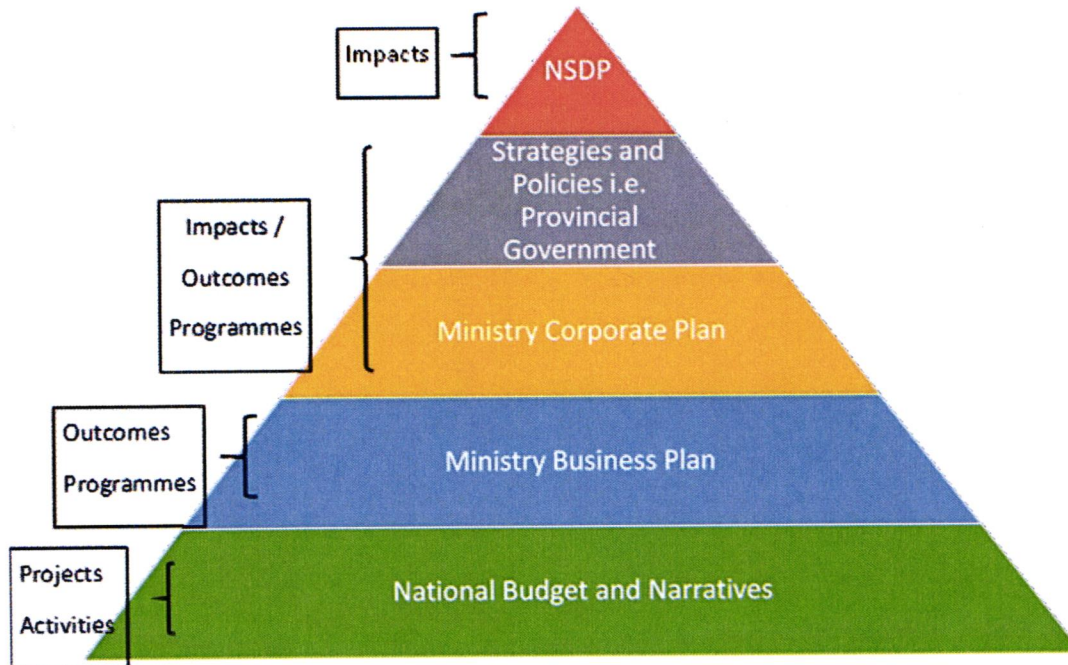 Impacts
NSDP
Strategies and
Policies i.e.
Provincial
Government
Impacts /
Outcomes
Programmes
Ministry Corporate Plan
Outcomes
Programmes
Ministry Business Plan
Projects
Activities
National Budget and Narratives